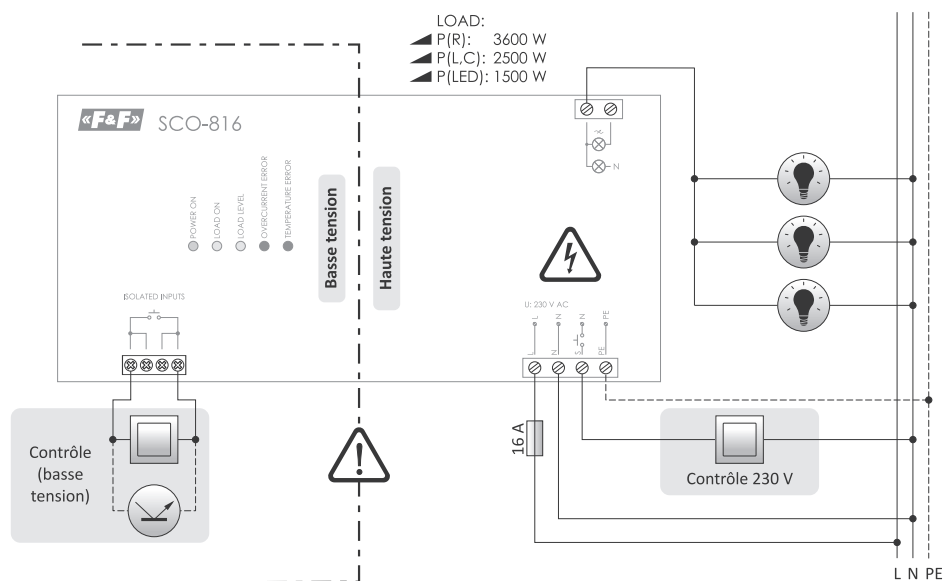 LOAD:
P(R): 3600 W
P(L,C): 2500 W
P(LED): 1500 W
«F&F» SCO-816
N
POWER ON
LOAD ON
LOAD LEVEL
OVERCURRENT ERROR
TEMPERATURE ERROR
Basse tension
Haute tension
ISOLATED INPUTS
U: 230 V AC
L N N PE
L N S PE
16 A
Contrôle
(basse
tension)
Contrôle 230 V
L N PE